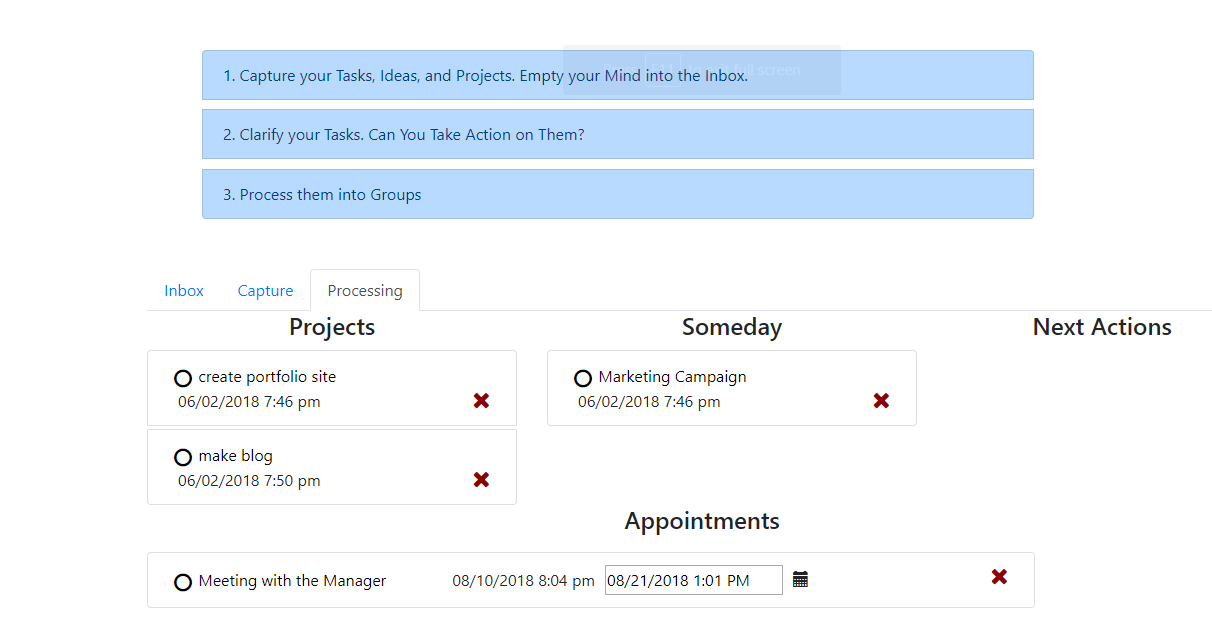 1. Capture your Tasks, Ideas, and Projects. Empty your Mind into the Inbox.
2. Clarify your Tasks. Can You Take Action on Them?
3. Process them into Groups
Inbox Capture Processing
Projects Someday Next Actions
create portfolio site Marketing Campaign
06/02/2018 7:46 pm 06/02/2018 7:46 pm
make blog
06/02/2018 7:50 pm
Appointments
Meeting with the Manager 08/10/2018 8:04 pm 08/21/2018 1:01 PM